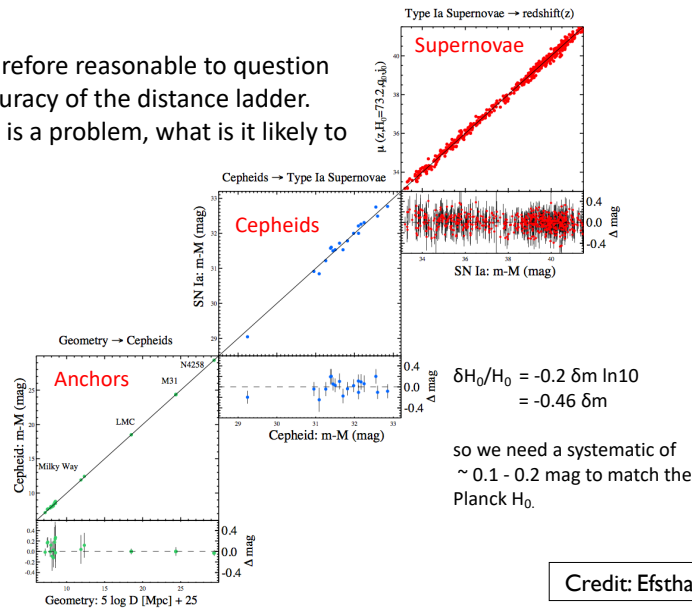 Type Ia Supernovae → redshift(z)
refore reasonable to question
uracy of the distance ladder.
is a problem, what is it likely to
Supernovae
μ (z,H0=73.2,q0,j0)
40
38
36
34
0.4
0.0
-0.4
Δ mag
34 36 38 40
SN Ia: m-M (mag)
Cepheids → Type Ia Supernovae
Cepheids
SN Ia: m-M (mag)
33
32
31
30
29
0.4
0.0
-0.4
Δ mag
29 30 31 32 33
Cepheid: m-M (mag)
Geometry → Cepheids
Anchors
N4258
M31
LMC
Milky Way
Cepheid: m-M (mag)
25
20
15
10
0.4
0.2
0.0
-0.2
-0.4
0.4
0.0
-0.4
Δ mag
10 15 20 25
Geometry: 5 log D [Mpc] + 25
δH₀/H₀ = -0.2 δm ln10
= -0.46 δm
so we need a systematic of
~ 0.1 - 0.2 mag to match the
Planck H₀.
Credit: Efstha